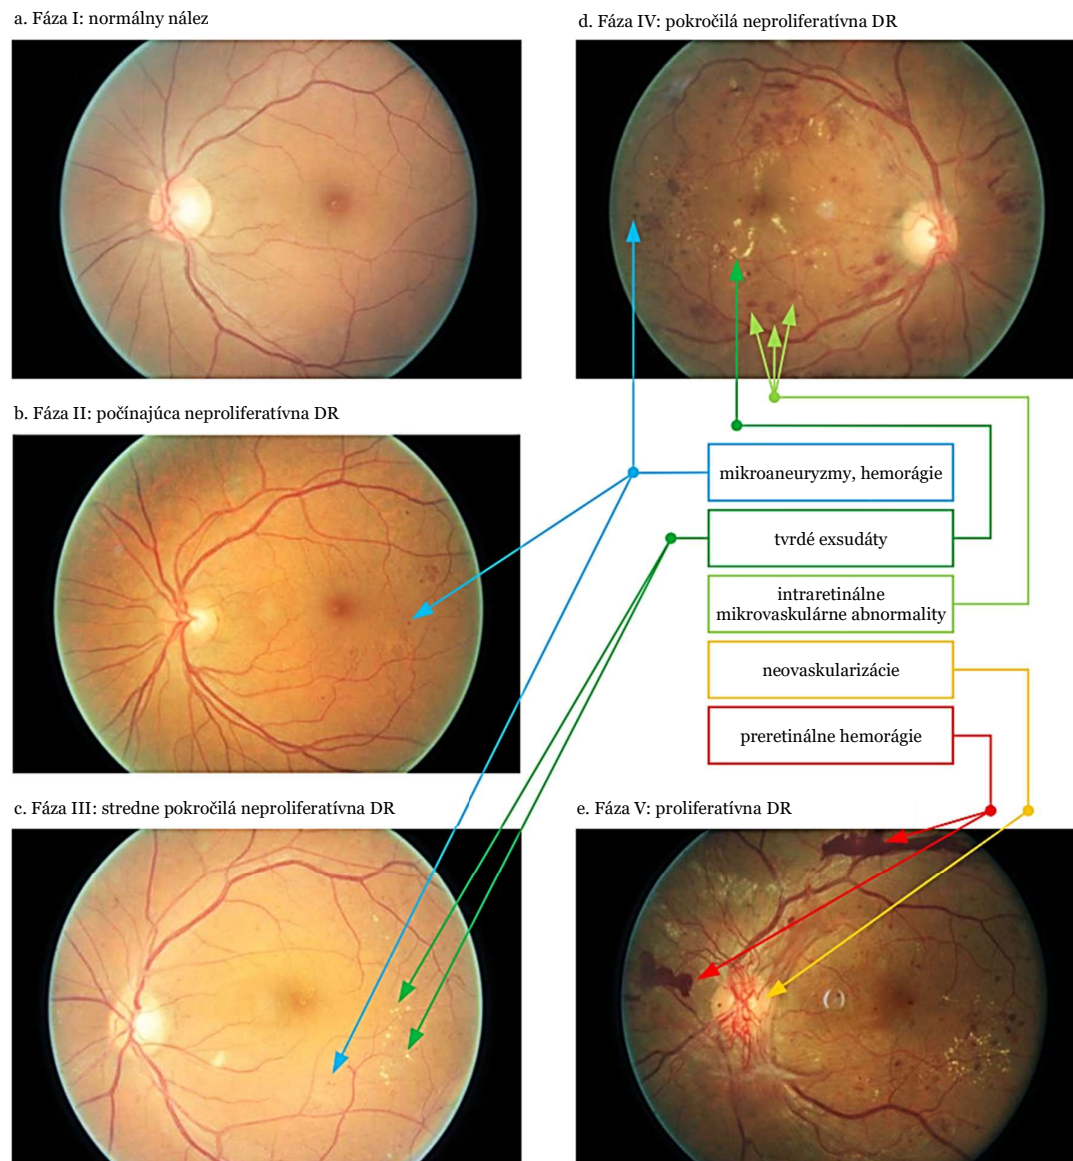 a. Fáza I: normálny nález
d. Fáza IV: pokročilá neproliferatívna DR
b. Fáza II: počínajúca neproliferatívna DR
mikroaneuryzmy, hemorágie
tvrdé exsudáty
intraretinálne
mikrovaskulárne abnormality
neovaskularizácie
preretinálne hemorágie
c. Fáza III: stredne pokročilá neproliferatívna DR
e. Fáza V: proliferatívna DR